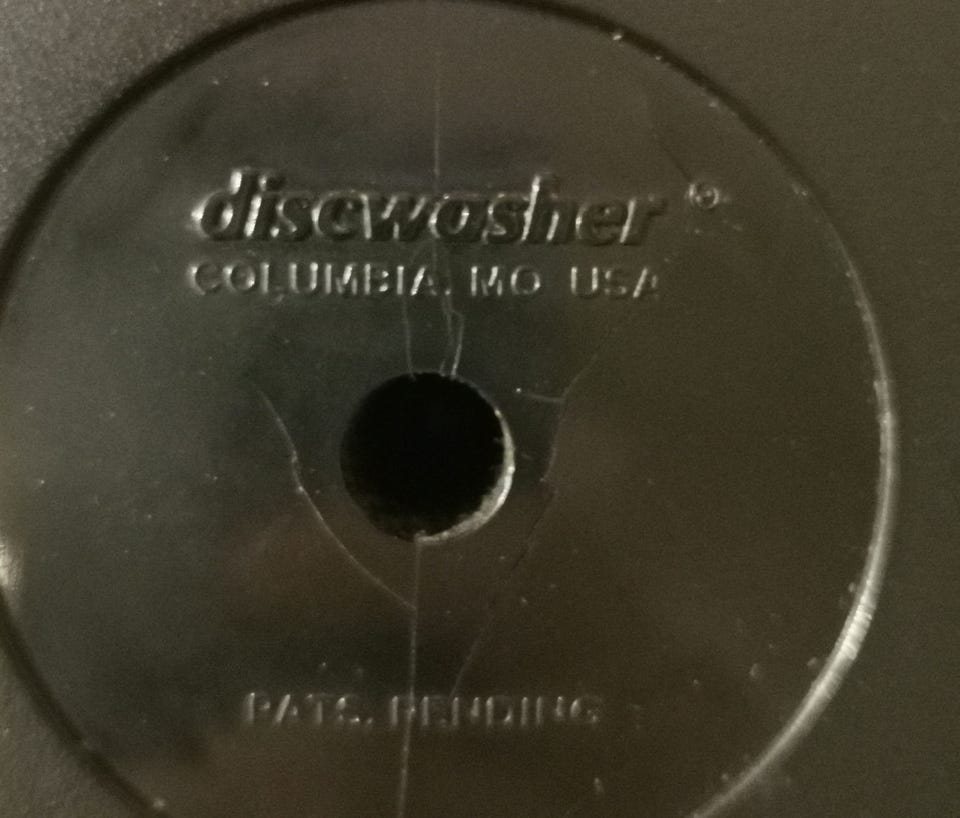 discwasher ®
COLUMBIA, MO USA
PATS. PENDING